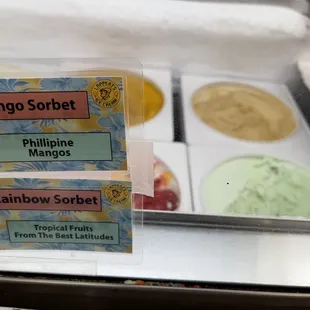 ngo Sorbet
Phillipine
Mangos
ainbow Sorbet
Tropical Fruits
From The Best Latitudes